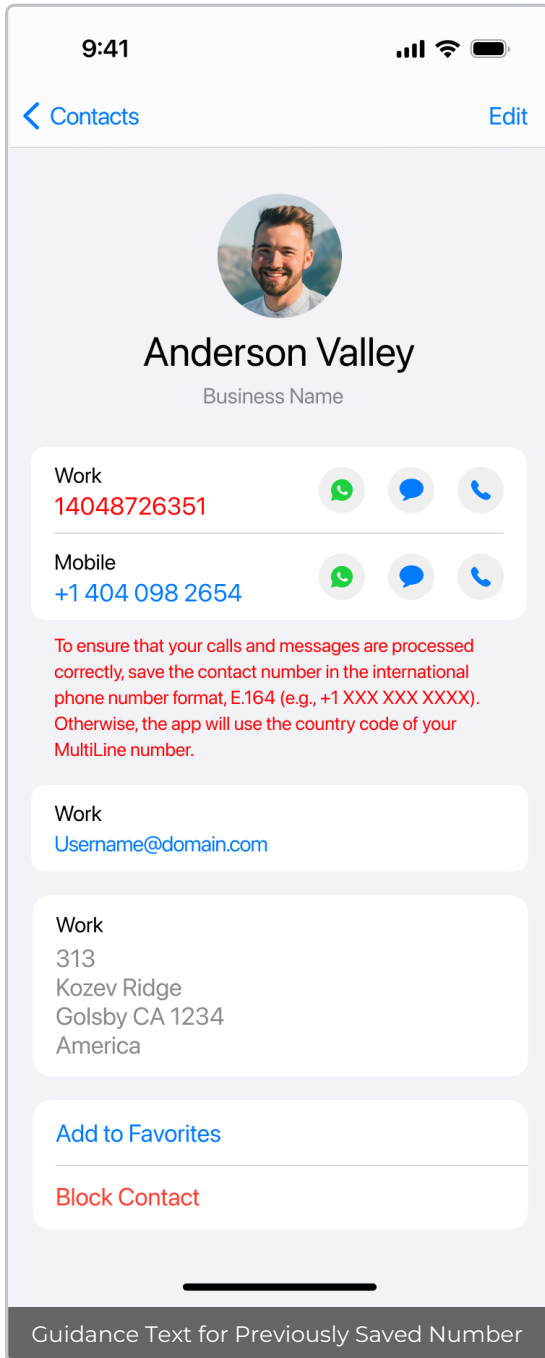 9:41
Contacts
Edit
Anderson Valley
Business Name
Work
14048726351
Mobile
+1 404 098 2654
To ensure that your calls and messages are processed
correctly, save the contact number in the international
phone number format, E.164 (e.g., +1 XXX XXX XXXX).
Otherwise, the app will use the country code of your
MultiLine number.
Work
Username@domain.com
Work
313
Kozev Ridge
Golsby CA 1234
America
Add to Favorites
Block Contact
Guidance Text for Previously Saved Number